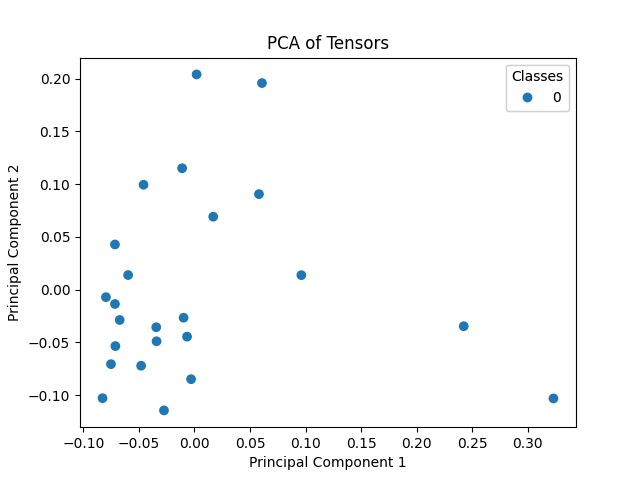 PCA of Tensors
Classes
0
0.20
0.15
0.10
0.05
0.00
−0.05
−0.10
Principal Component 2
−0.10 −0.05 0.00 0.05 0.10 0.15 0.20 0.25 0.30
Principal Component 1